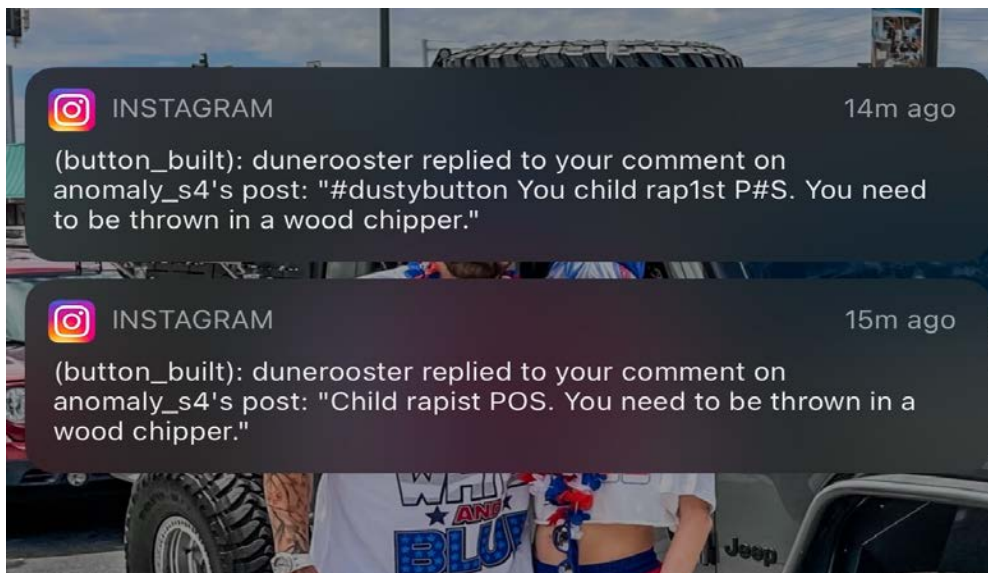 INSTAGRAM
14m ago
(button_built): dunerooster replied to your comment on
anomaly_s4's post: "#dustybutton You child rap1st P#S. You need
to be thrown in a wood chipper."
INSTAGRAM
15m ago
(button_built): dunerooster replied to your comment on
anomaly_s4's post: "Child rapist POS. You need to be thrown in a
wood chipper."
AND
Jeep